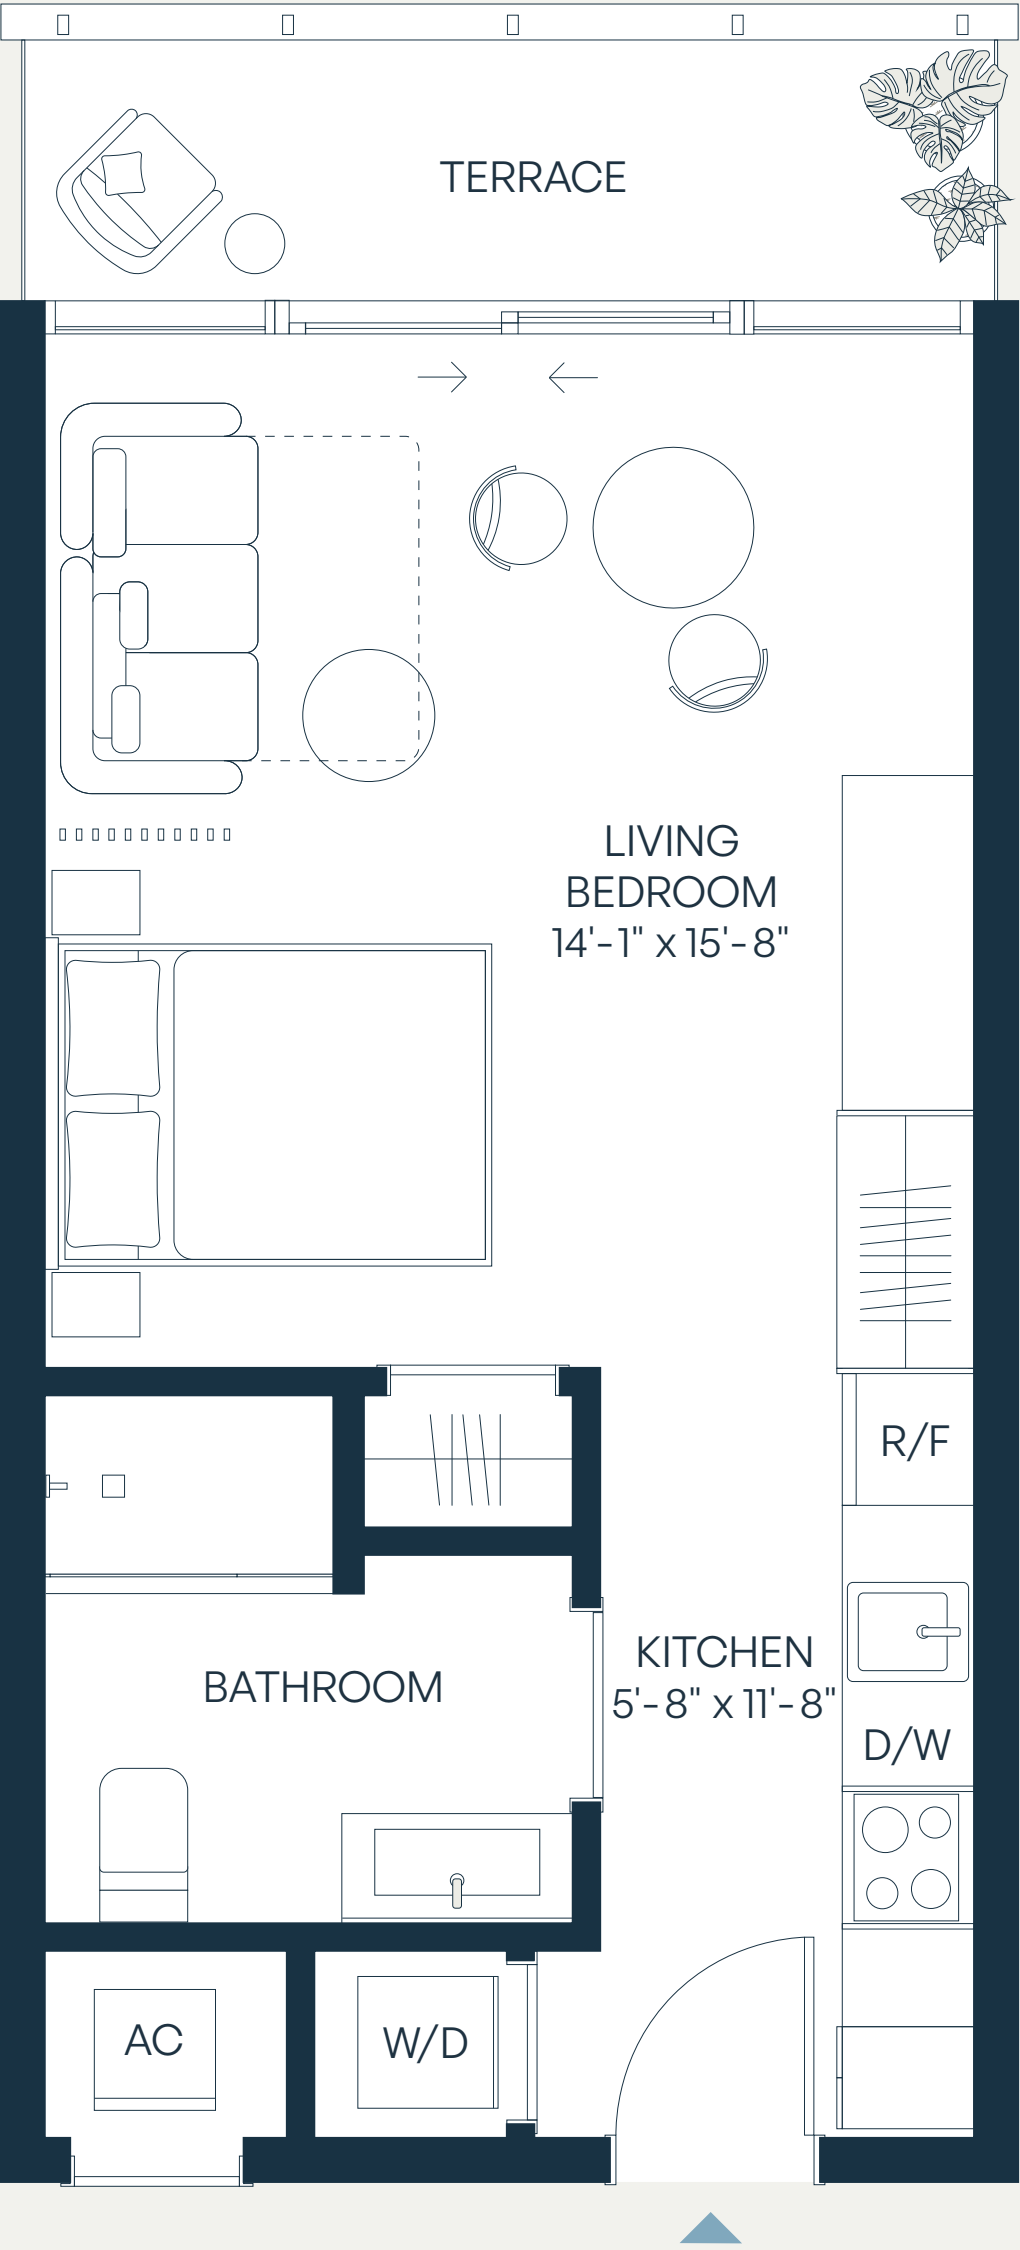 TERRACE
LIVING
BEDROOM
14'-1" x 15'-8"
R/F
KITCHEN
5'-8" x 11'-8"
BATHROOM
D/W
AC
W/D